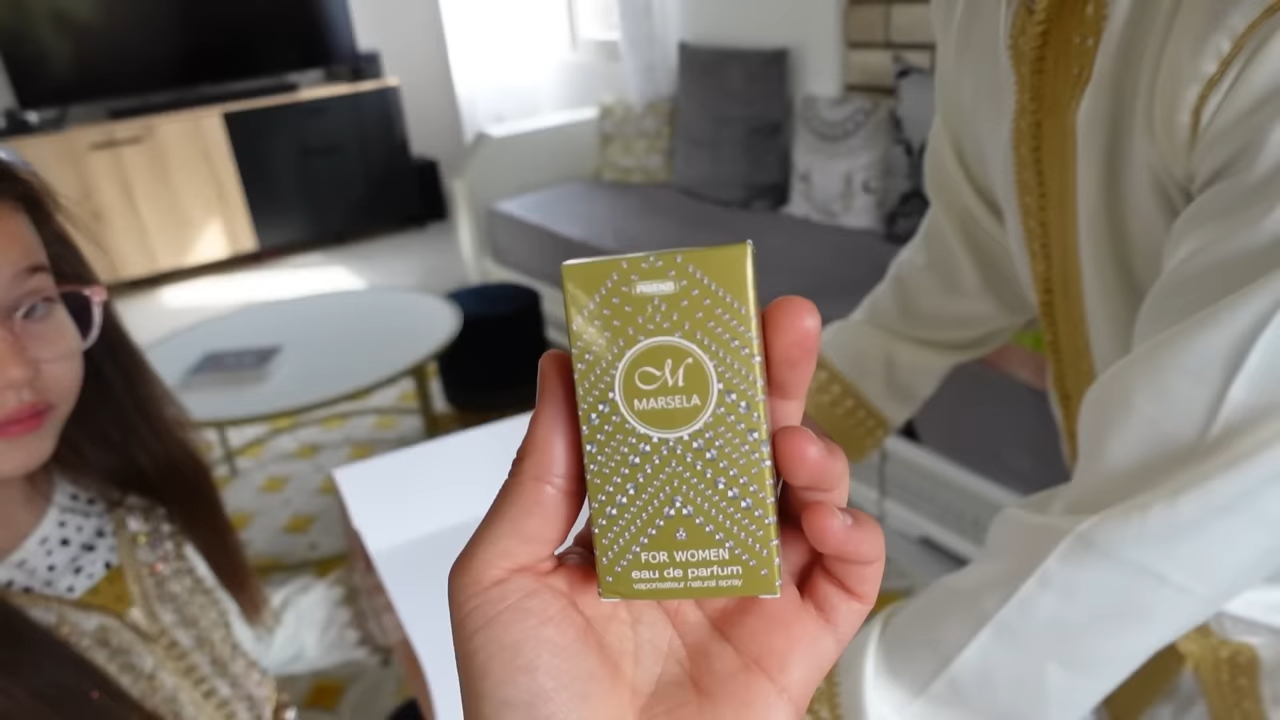 M
MARSELA
FOR WOMEN
eau de parfum
vaporisateur natural spray